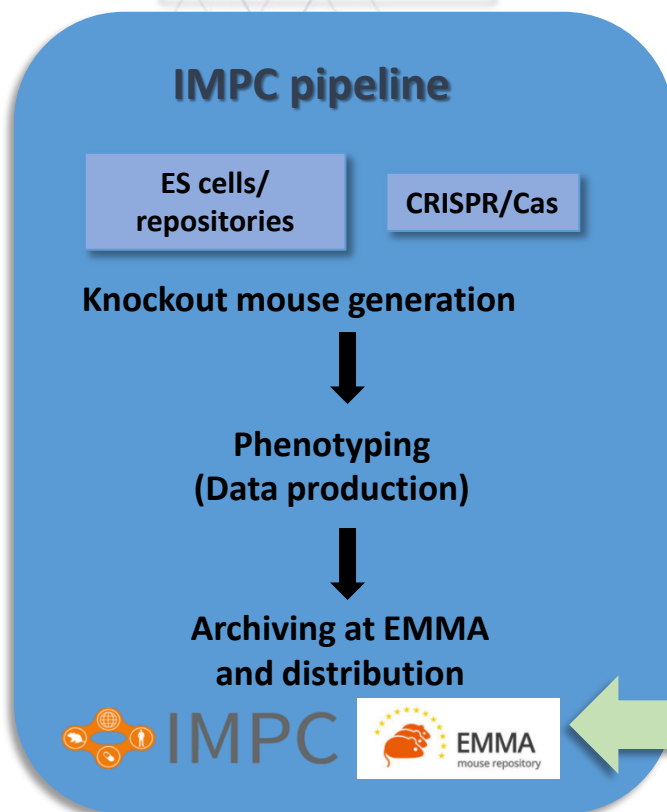 IMPC pipeline
ES cells/
repositories
CRISPR/Cas
Knockout mouse generation
Phenotyping
(Data production)
Archiving at EMMA
and distribution
IMPC
EMMA
mouse repository